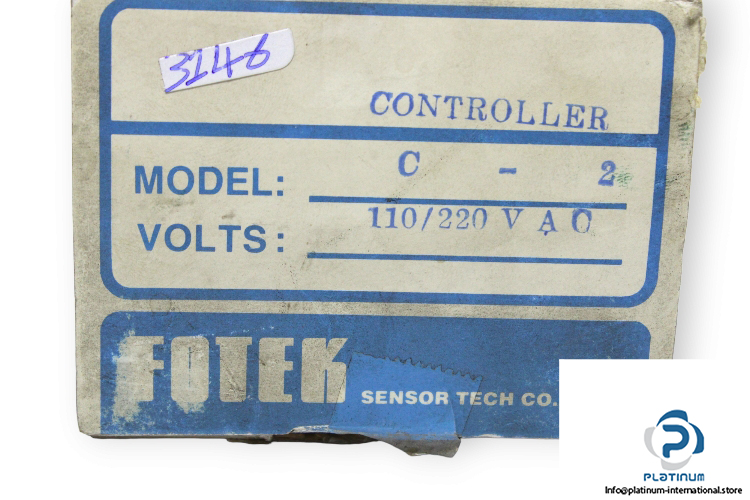 3146
CONTROLLER
MODEL: C - 2
VOLTS: 110/220 V A C
FOTEK SENSOR TECH CO.
PLATINUM
Info@platinum-international.store